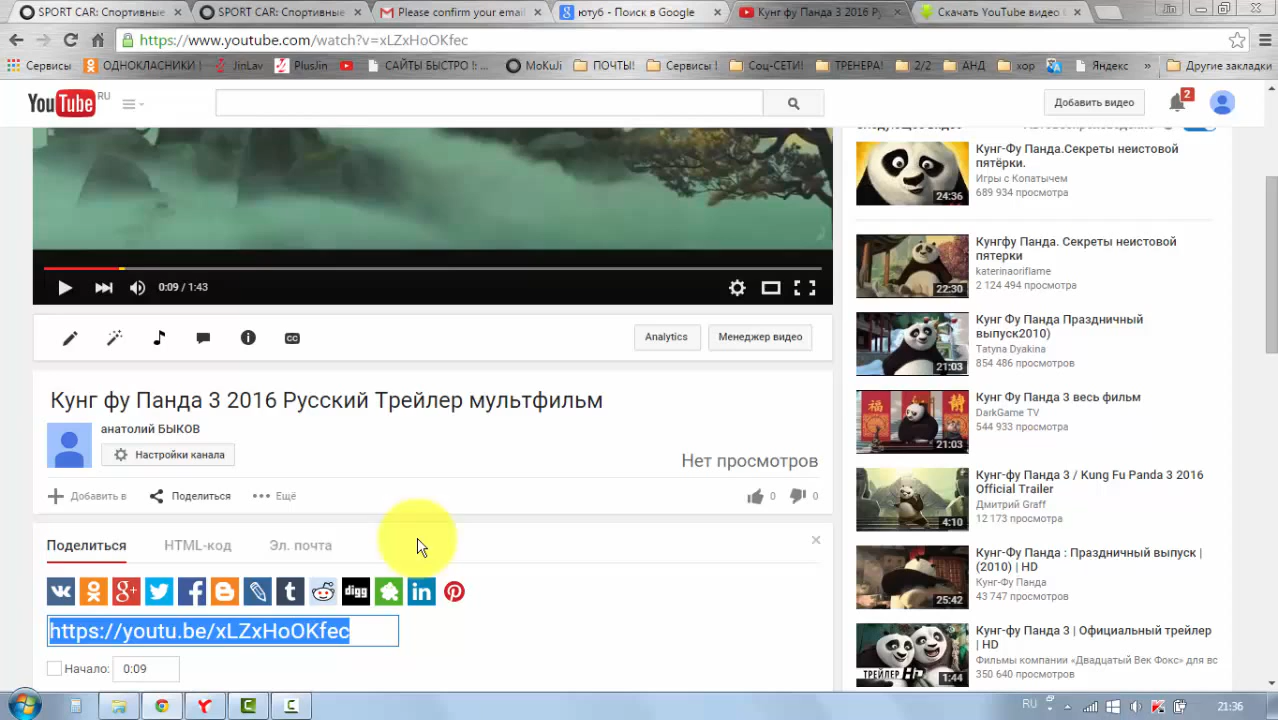 SPORT CAR: Спортивные
SPORT CAR: Спортивные
Please confirm your email
ютуб - Поиск в Google
Кунг фу Панда 3 2016 Ру
Скачать YouTube видео
https://www.youtube.com/watch?v=xLZxHoOKfec
Сервисы
ОДНОКЛАССНИКИ !
JinLav
PlusJin
САЙТЫ БЫСТРО !: ...
MoKuJi
ПОЧТЫ!
Сервисы !
Соц-СЕТИ!
ТРЕНЕРА!
2/2
АНД
хор
Яндекс
»
Другие закладки
YouTube RU
Добавить видео
2
Следующее видео
Кунг-Фу Панда.Секреты неистовой
пятёрки.
Игры с Копатычем
689 934 просмотра
24:36
Кунгфу Панда. Секреты неистовой
пятерки
katerinaoriflame
2 124 494 просмотра
22:30
0:09 / 1:43
Кунг Фу Панда Праздничный
выпуск2010)
Tatyna Dyakina
854 486 просмотров
21:03
Analytics
Менеджер видео
Кунг фу Панда 3 2016 Русский Трейлер мультфильм
анатолий БЫКОВ
Настройки канала
Нет просмотров
Кунг Фу Панда 3 весь фильм
DarkGame TV
544 933 просмотра
21:03
Добавить в
Поделиться
Ещё
0
0
Кунг-фу Панда 3 / Kung Fu Panda 3 2016
Official Trailer
Дмитрий Graff
12 173 просмотра
4:10
Поделиться
HTML-код
Эл. почта
digg
https://youtu.be/xLZxHoOKfec
Начало:
0:09
Кунг-Фу Панда : Праздничный выпуск |
(2010) | HD
Кунг-Фу Панда
43 747 просмотров
25:42
Кунг-фу Панда 3 | Официальный трейлер
| HD
Фильмы компании «Двадцатый Век Фокс» для вс
350 640 просмотров
ТРЕЙЛЕР HD
1:44
RU
21:36